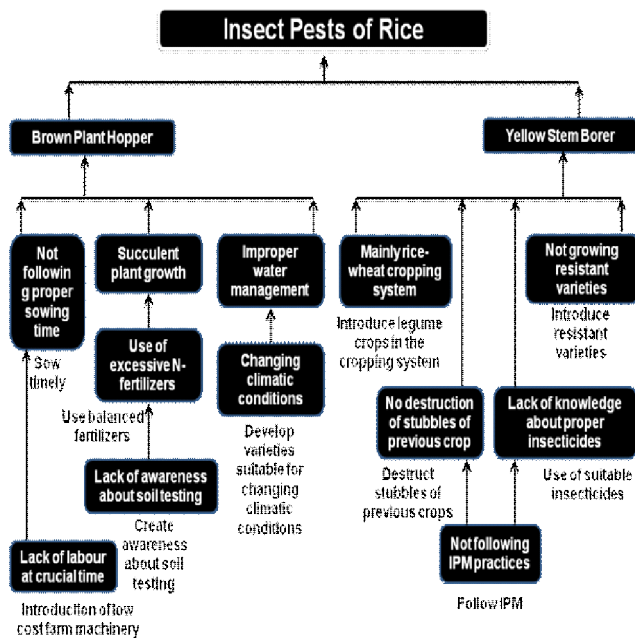 Insect Pests of Rice
Brown Plant Hopper
Yellow Stem Borer
Not
followin
g proper
sowing
time
Sow
timely
Succulent
plant growth
Improper
water
management
Mainly rice-
wheat cropping
system
Introduce legume
crops in the
cropping system
Not growing
resistant
varieties
Introduce
resistant
varieties
Use of
excessive N-
fertilizers
Use balanced
fertilizers
Changing
climatic
conditions
Develop
varieties
suitable for
changing
climatic
conditions
No destruction
of stubbles of
previous crop
Destruct
stubbles of
previous crops
Lack of knowledge
about proper
insecticides
Use of suitable
insecticides
Lack of awareness
about soil testing
Create
awareness
about soil
testing
Lack of labour
at crucial time
Introduction of low
cost farm machinery
Not following
IPM practices
Follow IPM